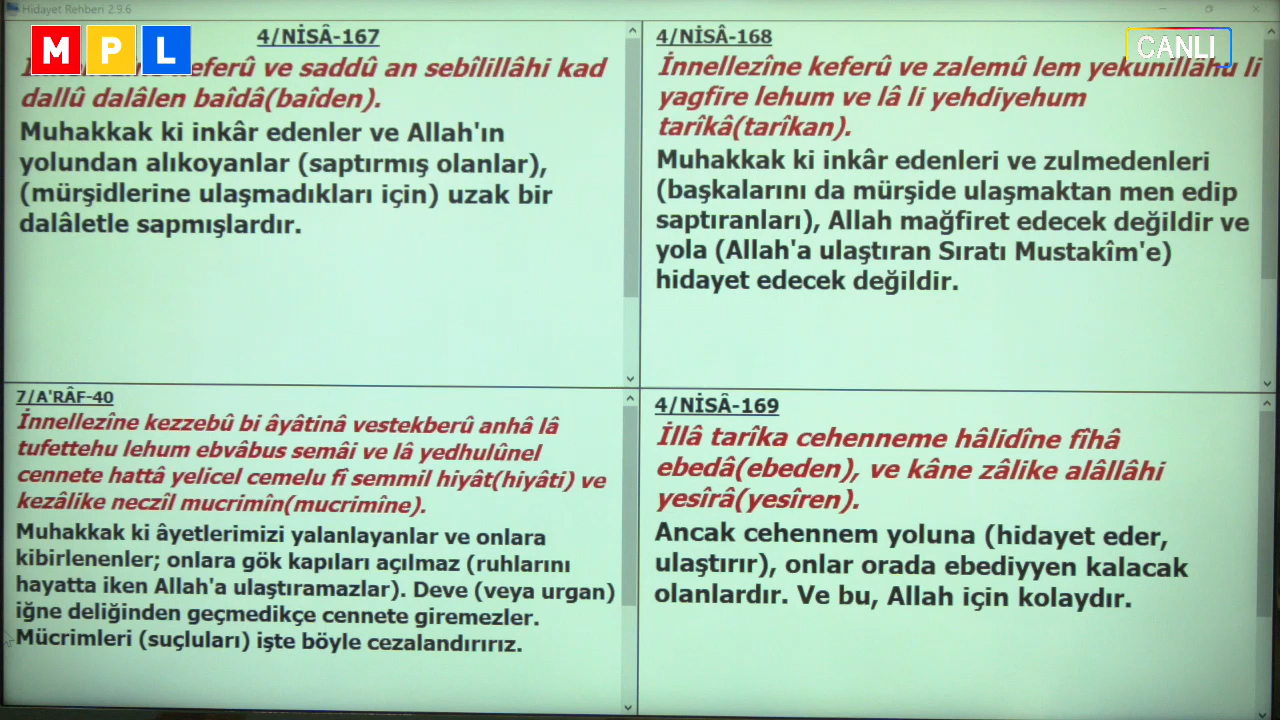 Hidayet Rehberi 2.9.6
M P L
CANLI
4/NİSÂ-167
keferû ve saddû an sebîlillâhi kad
dallû dalâlen baîdâ(baîden).
Muhakkak ki inkâr edenler ve Allah'ın
yolundan alıkoyanlar (saptırmış olanlar),
(mürşidlerine ulaşmadıkları için) uzak bir
dalâletle sapmışlardır.
4/NİSÂ-168
İnnellezîne keferû ve zalemû lem yekunillâhu li
yagfire lehum ve lâ li yehdiyehum
tarîkâ(tarîkan).
Muhakkak ki inkâr edenleri ve zulmedenleri
(başkalarını da mürşide ulaşmaktan men edip
saptıranları), Allah mağfiret edecek değildir ve
yola (Allah'a ulaştıran Sıratı Mustakîm'e)
hidayet edecek değildir.
7/A'RÂF-40
İnnellezîne kezzebû bi âyâtinâ vestekberû anhâ lâ
tufettehu lehum ebvâbus semâi ve lâ yedhulûnel
cennete hattâ yelicel cemelu fî semmil hiyât(hiyâti) ve
kezâlike neczîl mucrimîn(mucrimîne).
Muhakkak ki âyetlerimizi yalanlayanlar ve onlara
kibirlenenler; onlara gök kapıları açılmaz (ruhlarını
hayatta iken Allah'a ulaştıramazlar). Deve (veya urgan)
iğne deliğinden geçmedikçe cennete giremezler.
Mücrimleri (suçluları) işte böyle cezalandırırız.
4/NİSÂ-169
İllâ tarîka cehenneme hâlidîne fîhâ
ebedâ(ebeden), ve kâne zâlike alâllâhi
yesîrâ(yesîren).
Ancak cehennem yoluna (hidayet eder,
ulaştırır), onlar orada ebediyyen kalacak
olanlardır. Ve bu, Allah için kolaydır.